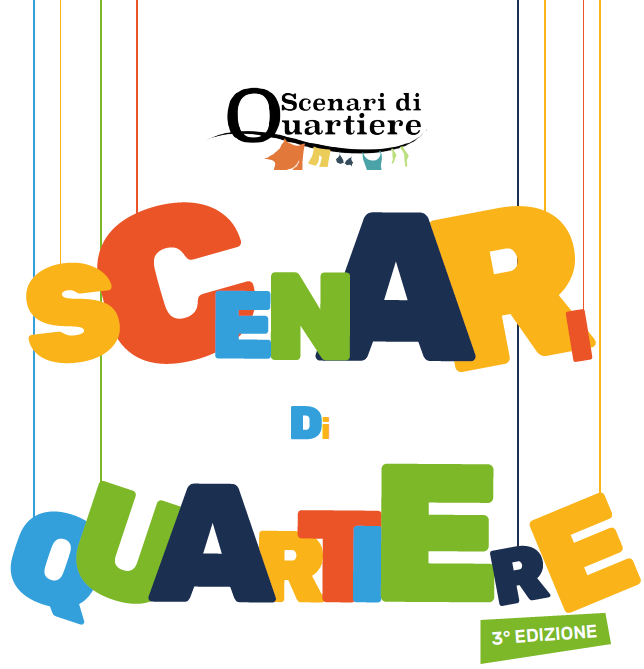 Scenari di
Quartiere
SCENARi
Di
QUARTIERE
3° EDIZIONE